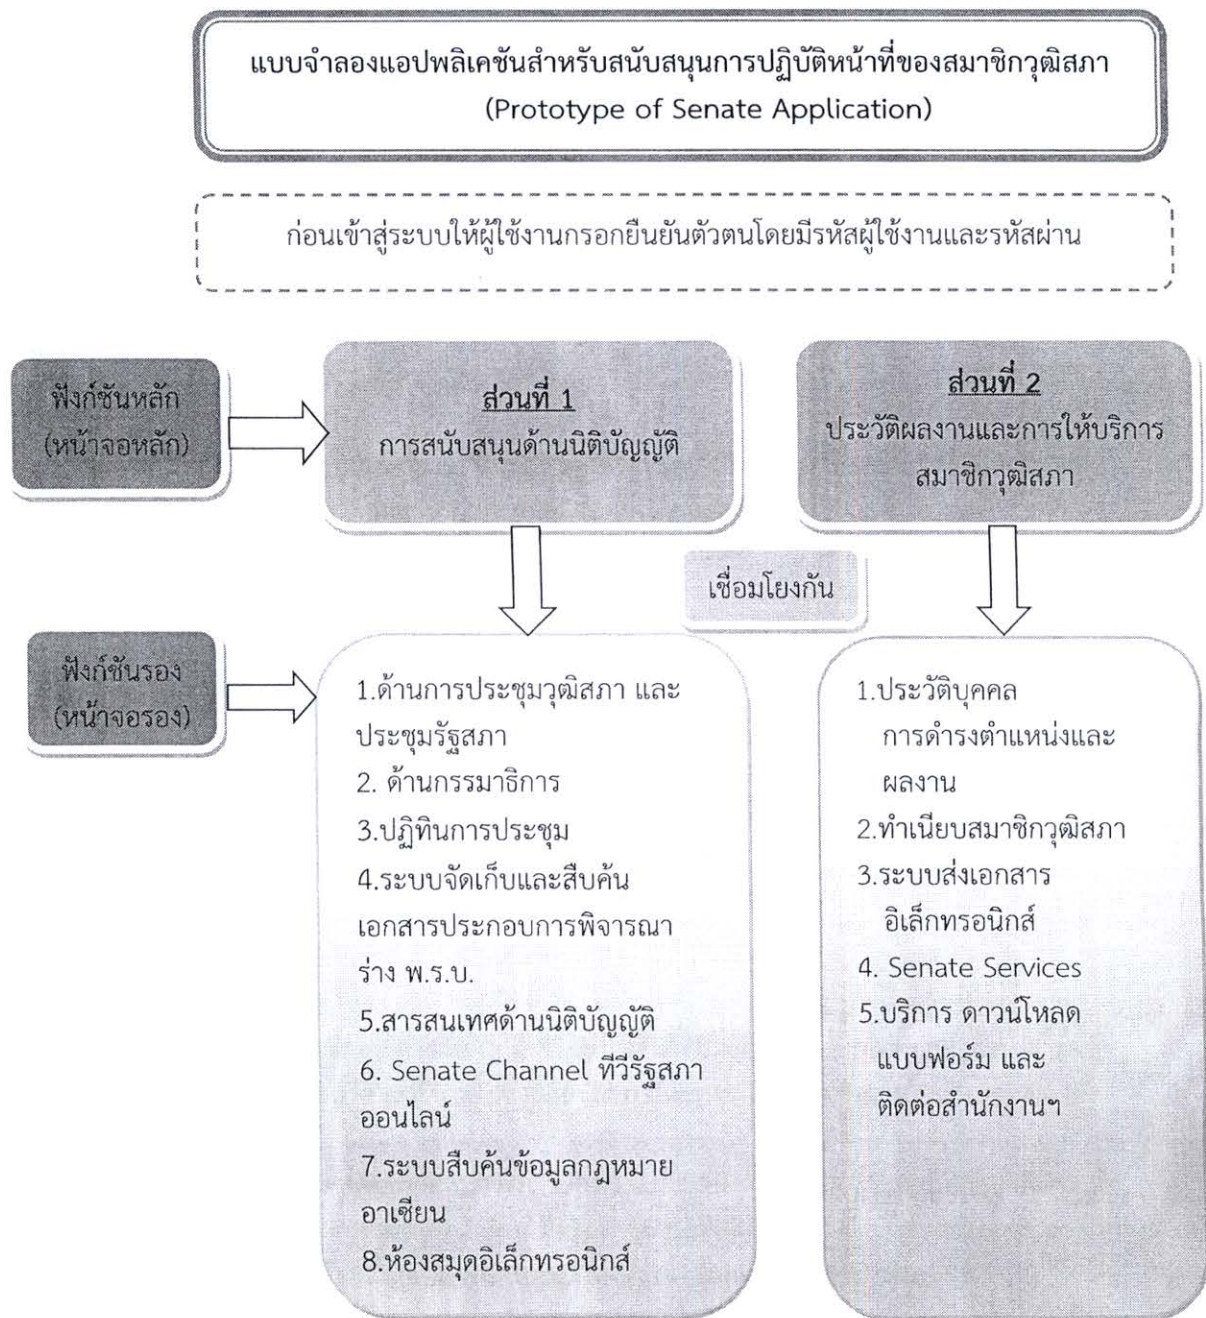 แบบจำลองแอปพลิเคชันสำหรับสนับสนุนการปฏิบัติหน้าที่ของสมาชิกวุฒิสภา
(Prototype of Senate Application)
ก่อนเข้าสู่ระบบให้ผู้ใช้งานกรอกยืนยันตัวตนโดยมีรหัสผู้ใช้งานและรหัสผ่าน
ฟังก์ชันหลัก
(หน้าจอหลัก)
ส่วนที่ 1
การสนับสนุนด้านนิติบัญญัติ
ส่วนที่ 2
ประวัติผลงานและการให้บริการ
สมาชิกวุฒิสภา
เชื่อมโยงกัน
ฟังก์ชันรอง
(หน้าจอรอง)
1.ด้านการประชุมวุฒิสภา และ
ประชุมรัฐสภา
2. ด้านกรรมาธิการ
3.ปฏิทินการประชุม
4.ระบบจัดเก็บและสืบค้น
เอกสารประกอบการพิจารณา
ร่าง พ.ร.บ.
5.สารสนเทศด้านนิติบัญญัติ
6. Senate Channel ทีวีรัฐสภา
ออนไลน์
7.ระบบสืบค้นข้อมูลกฎหมาย
อาเซียน
8.ห้องสมุดอิเล็กทรอนิกส์
1.ประวัติบุคคล
การดำรงตำแหน่งและ
ผลงาน
2.ทำเนียบสมาชิกวุฒิสภา
3.ระบบส่งเอกสาร
อิเล็กทรอนิกส์
4. Senate Services
5.บริการ ดาวน์โหลด
แบบฟอร์ม และ
ติดต่อสำนักงานฯ